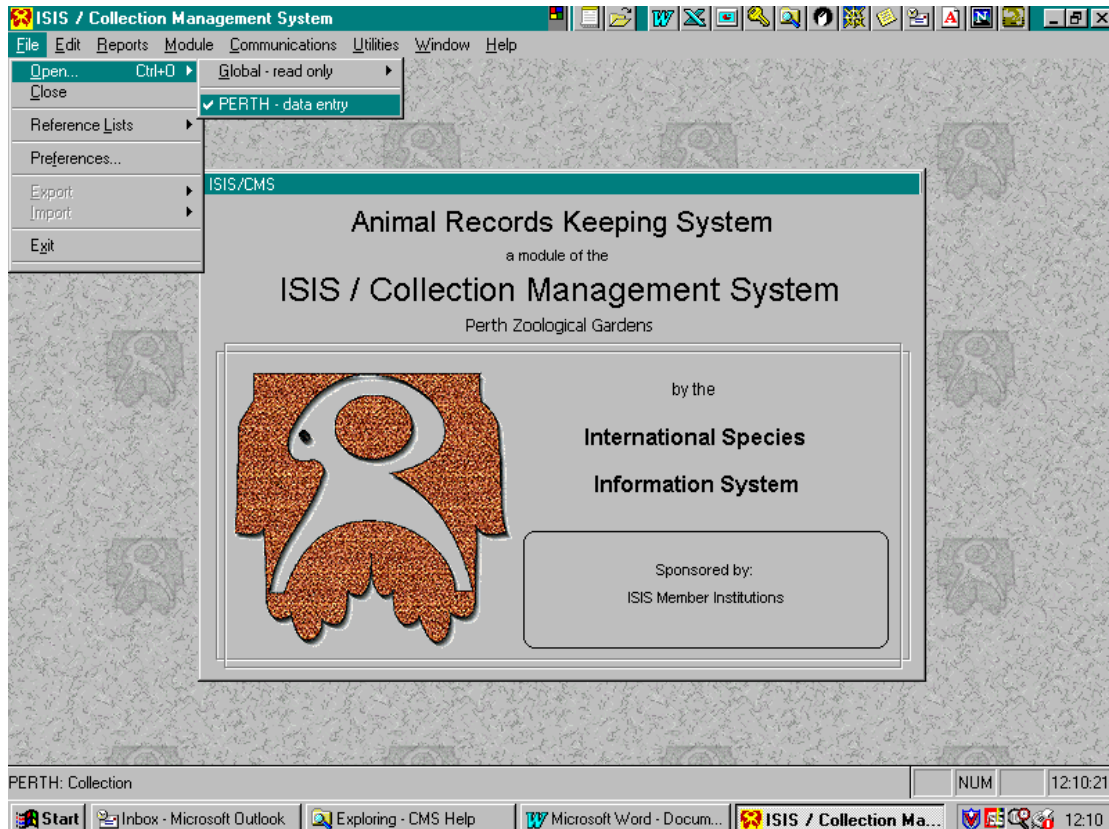 ISIS / Collection Management System
File Edit Reports Module Communications Utilities Window Help
Open... Ctrl+O
Close
Reference Lists
Preferences...
Export
Import
Exit
Global - read only
PERTH - data entry
ISIS/CMS
Animal Records Keeping System
a module of the
ISIS / Collection Management System
Perth Zoological Gardens
by the
International Species
Information System
Sponsored by:
ISIS Member Institutions
PERTH: Collection NUM 12:10:21
Start Inbox - Microsoft Outlook Exploring - CMS Help Microsoft Word - Docum... ISIS / Collection Ma... 12:10